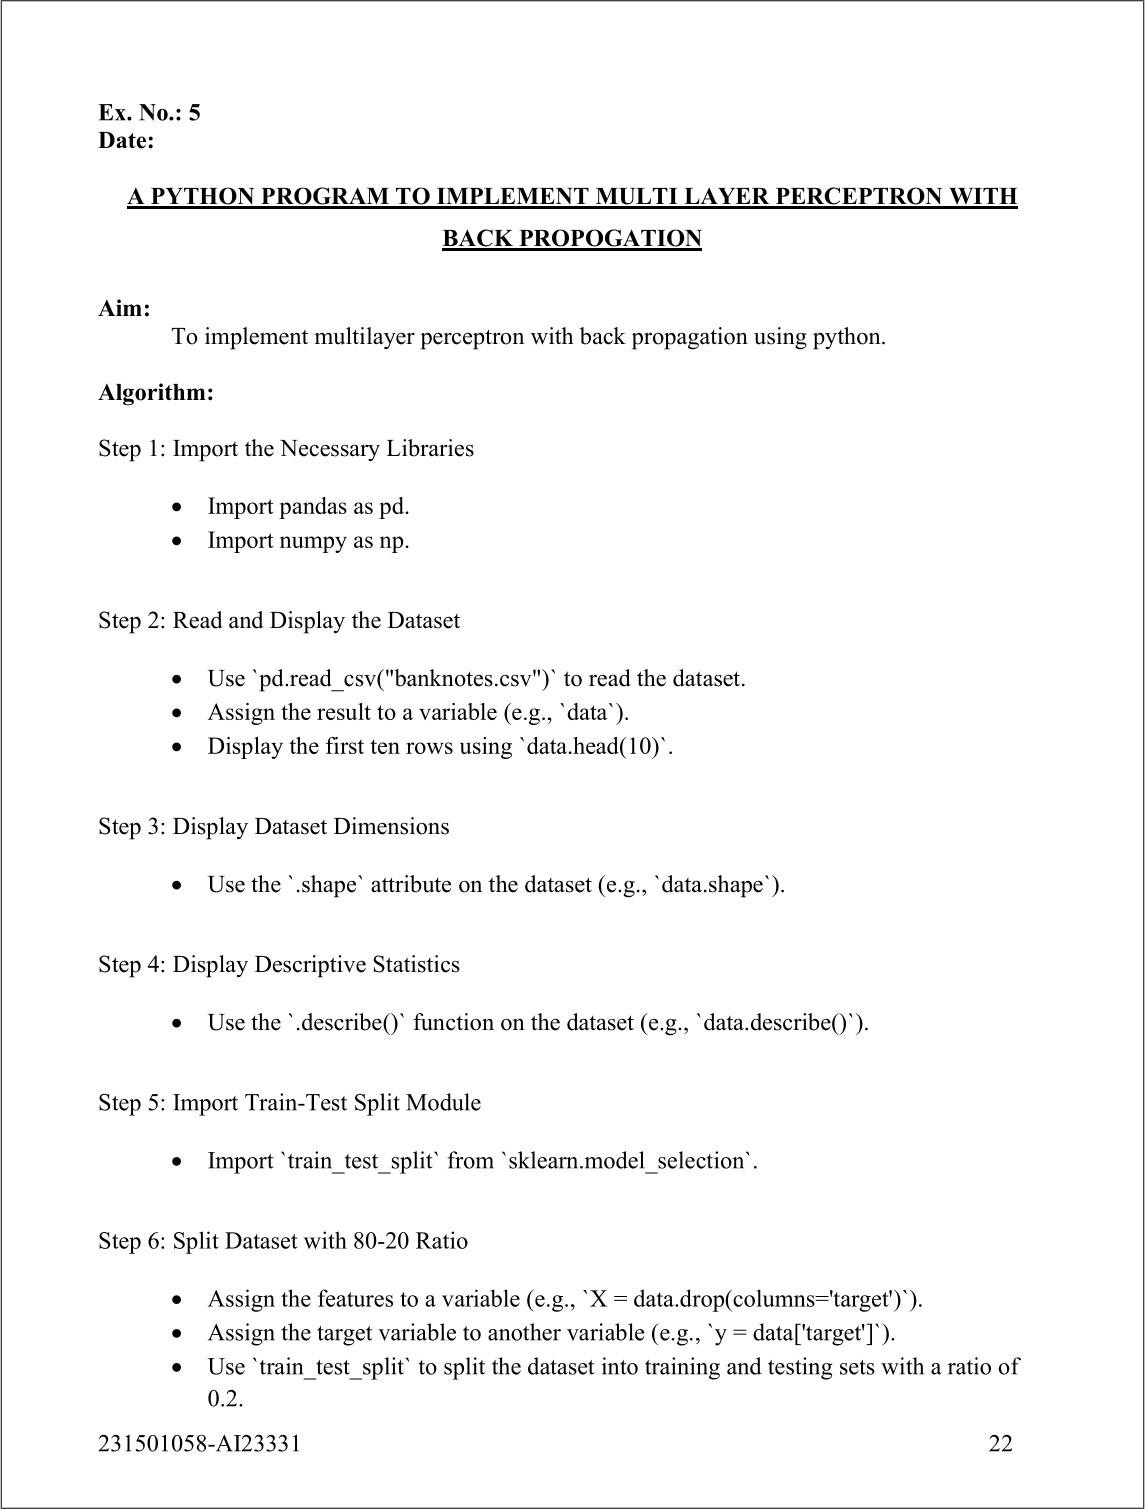 Ex. No.: 5
Date:
A PYTHON PROGRAM TO IMPLEMENT MULTI LAYER PERCEPTRON WITH
BACK PROPOGATION
Aim:
To implement multilayer perceptron with back propagation using python.
Algorithm:
Step 1: Import the Necessary Libraries
• Import pandas as pd.
• Import numpy as np.
Step 2: Read and Display the Dataset
• Use `pd.read_csv("banknotes.csv")` to read the dataset.
• Assign the result to a variable (e.g., `data`).
• Display the first ten rows using `data.head(10)`.
Step 3: Display Dataset Dimensions
• Use the `.shape` attribute on the dataset (e.g., `data.shape`).
Step 4: Display Descriptive Statistics
• Use the `.describe()` function on the dataset (e.g., `data.describe()`).
Step 5: Import Train-Test Split Module
• Import `train_test_split` from `sklearn.model_selection`.
Step 6: Split Dataset with 80-20 Ratio
• Assign the features to a variable (e.g., `X = data.drop(columns='target')`).
• Assign the target variable to another variable (e.g., `y = data['target']`).
• Use `train_test_split` to split the dataset into training and testing sets with a ratio of
0.2.
231501058-AI23331 22